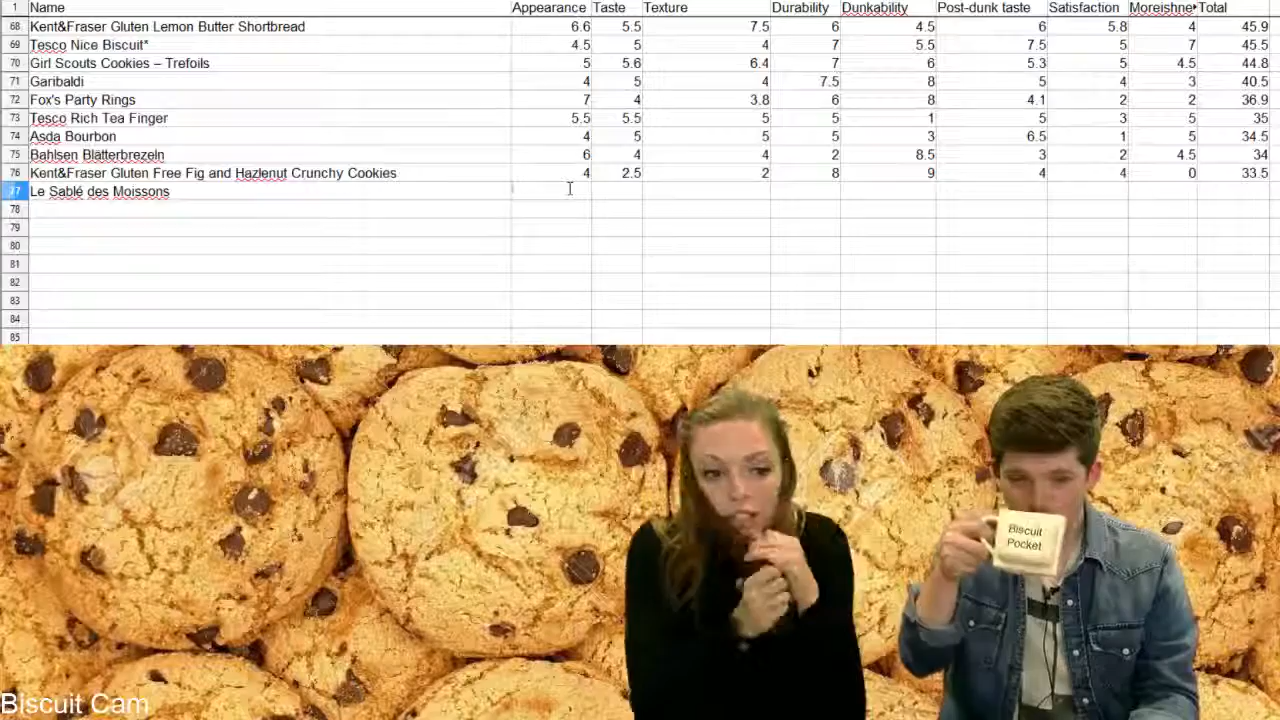 1 Name Appearance Taste Texture Durability Dunkability Post-dunk taste Satisfaction Moreishne Total
68 Kent&Fraser Gluten Lemon Butter Shortbread 6.6 5.5 7.5 6 4.5 6 5.8 4 45.9
69 Tesco Nice Biscuit* 4.5 5 4 7 5.5 7.5 5 7 45.5
70 Girl Scouts Cookies – Trefoils 5 5.6 6.4 7 6 5.3 5 4.5 44.8
71 Garibaldi 4 5 4 7.5 8 5 4 3 40.5
72 Fox's Party Rings 7 4 3.8 6 8 4.1 2 2 36.9
73 Tesco Rich Tea Finger 5.5 5.5 5 5 1 5 3 5 35
74 Asda Bourbon 4 5 5 5 3 6.5 1 5 34.5
75 Bahlsen Blätterbrezeln 6 4 4 2 8.5 3 2 4.5 34
76 Kent&Fraser Gluten Free Fig and Hazlenut Crunchy Cookies 4 2.5 2 8 9 4 4 0 33.5
77 Le Sablé des Moissons
78
79
80
81
82
83
84
85
Biscuit
Pocket
Biscuit Cam